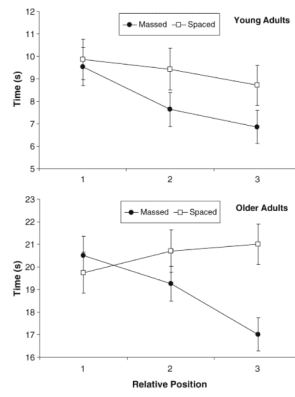 12
11
10
9
8
7
6
5
Time (s)
Massed Spaced
Young Adults
1 2 3
23
22
21
20
19
18
17
16
Time (s)
Massed Spaced
Older Adults
1 2 3
Relative Position